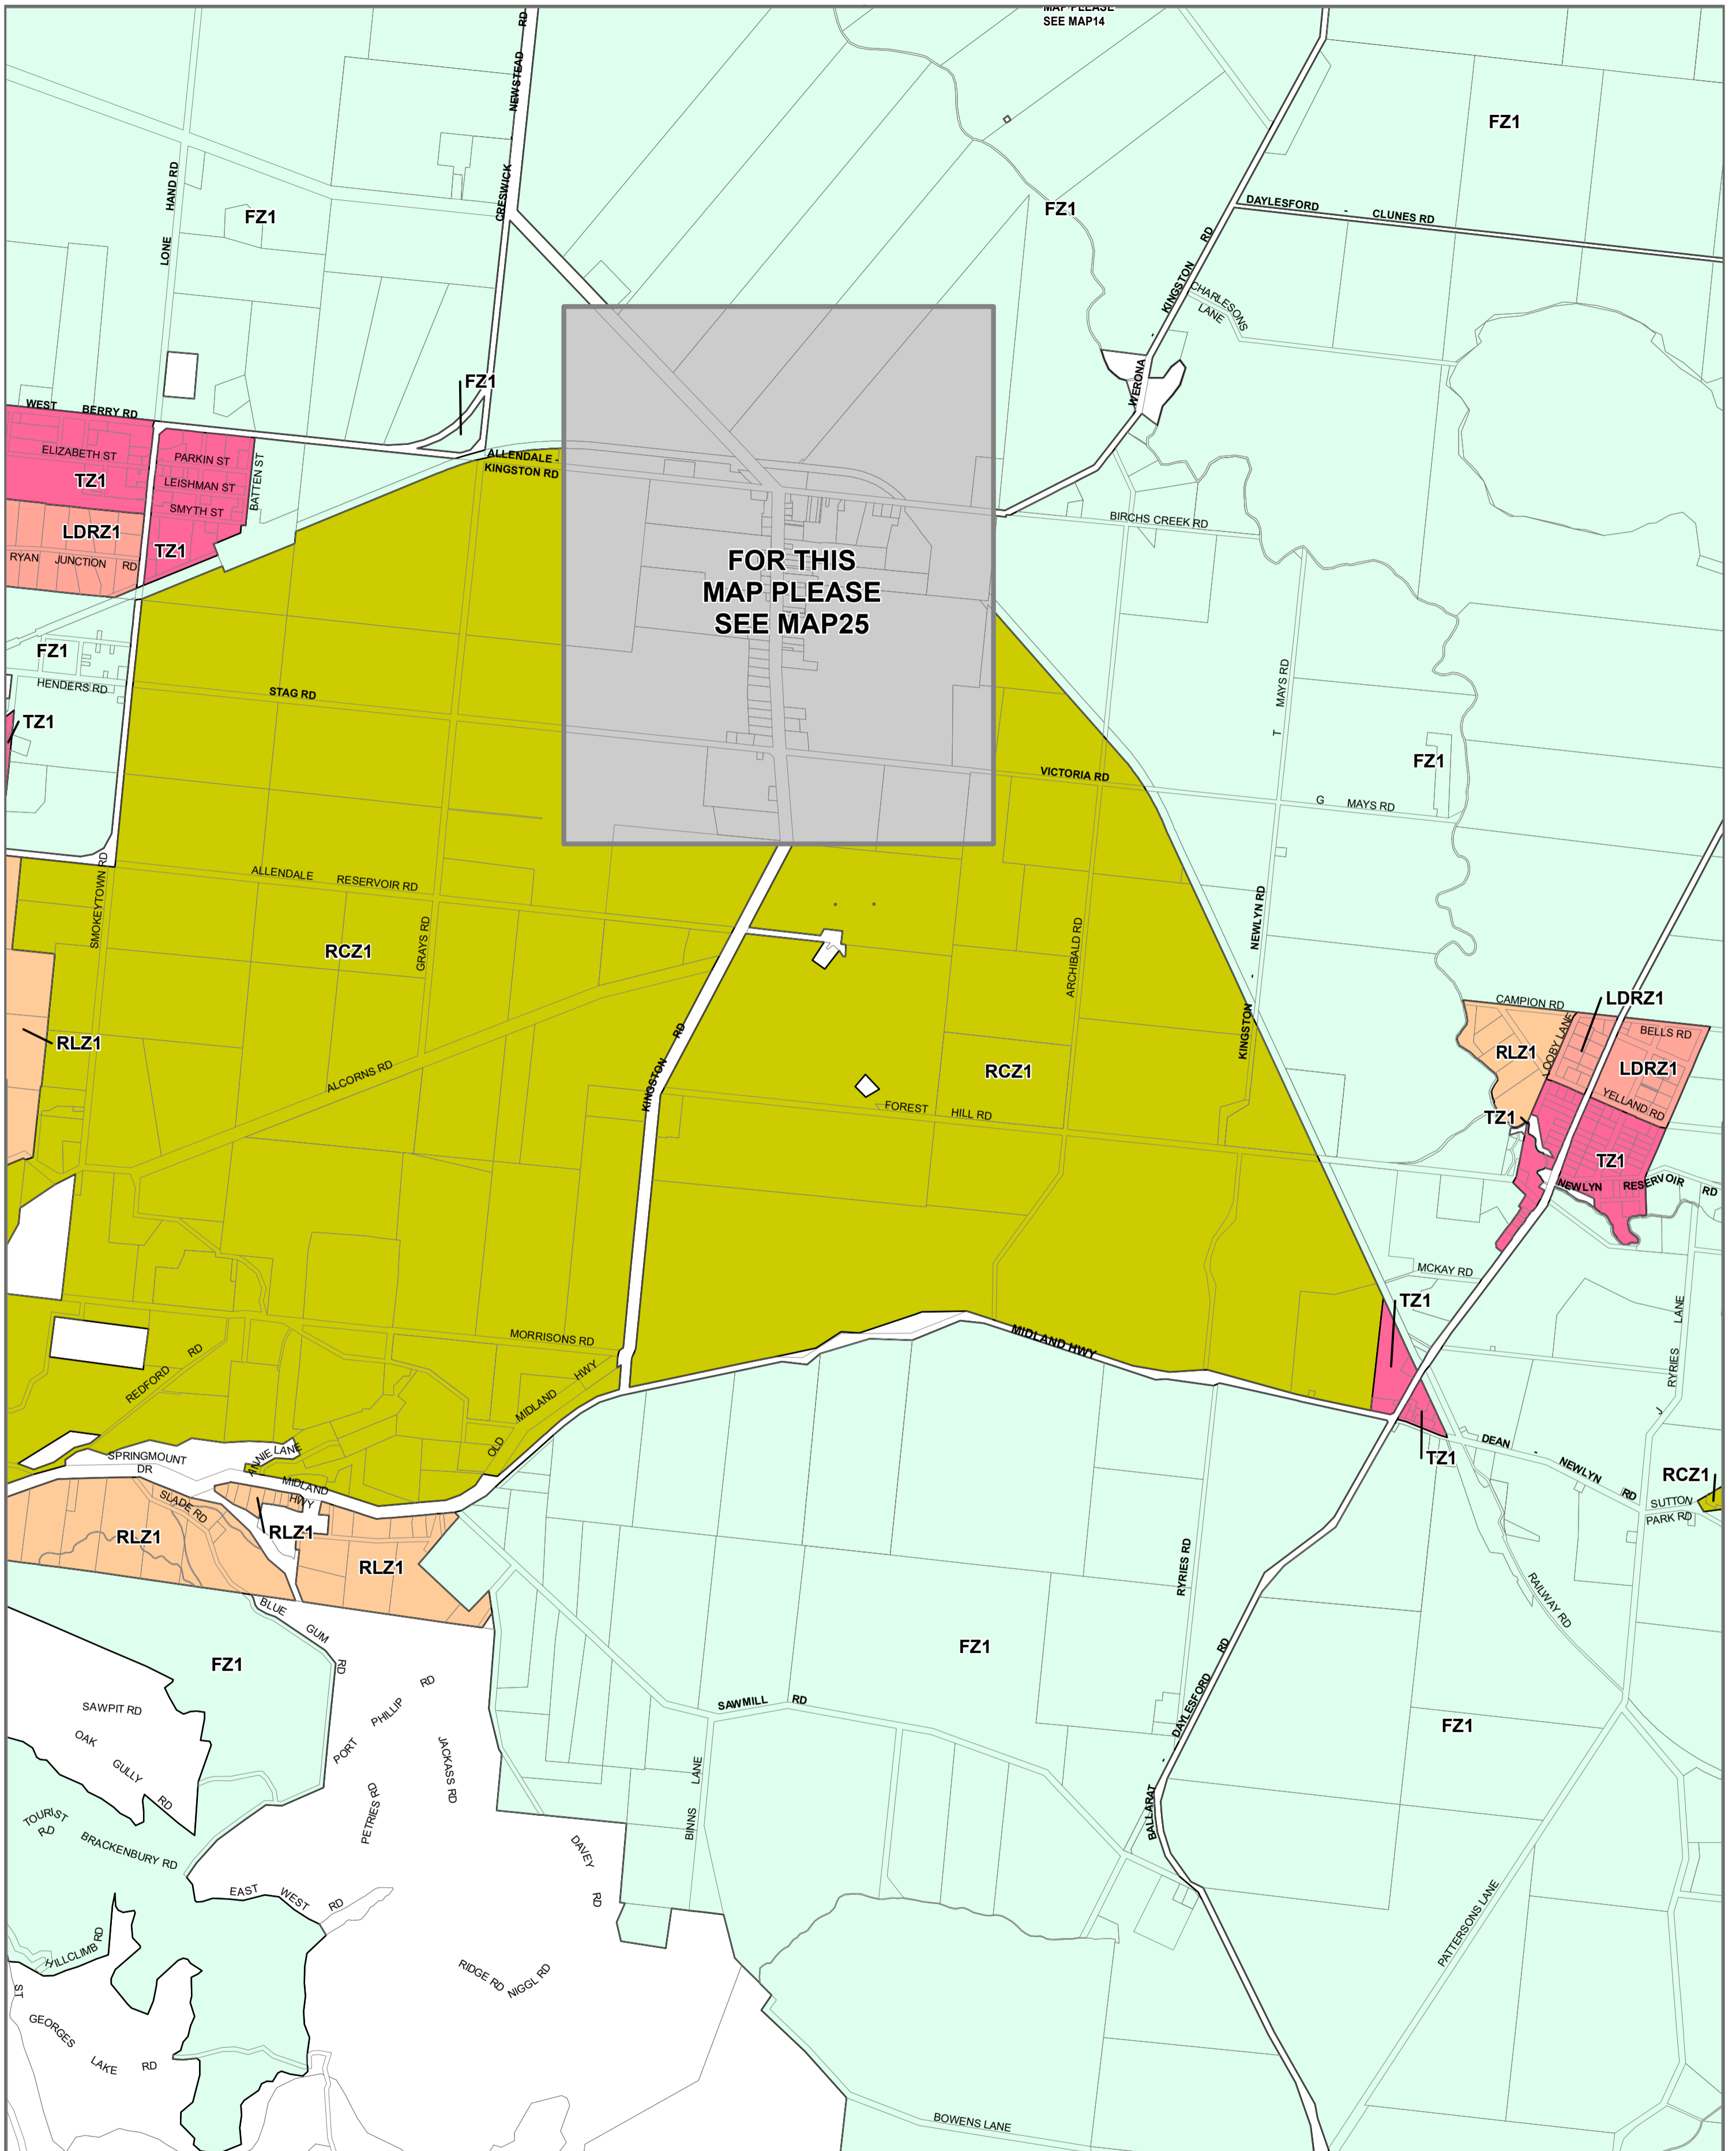 MAP PLEASE
SEE MAP14
NEWSTEAD RD
CRESWICK
FZ1
LONE HAND RD
FZ1
FZ1
DAYLESFORD - CLUNES RD
WERONA - KINGSTON RD
CHARLESONS
LANE
FZ1
WEST BERRY RD
ELIZABETH ST
TZ1
PARKIN ST
LEISHMAN ST
SMYTH ST
BATTEN ST
ALLENDALE -
KINGSTON RD
LDRZ1
TZ1
RYAN JUNCTION RD
BIRCHS CREEK RD
FOR THIS
MAP PLEASE
SEE MAP25
FZ1
HENDERS RD
STAG RD
TZ1
T MAYS RD
VICTORIA RD
FZ1
G MAYS RD
SMOKEYTOWN RD
ALLENDALE RESERVOIR RD
GRAYS RD
RCZ1
ARCHIBALD RD
KINGSTON - NEWLYN RD
RLZ1
ALCORNS RD
KINGSTON RD
RCZ1
FOREST HILL RD
CAMPION RD
LDRZ1
BELLS RD
LOOBY LANE
RLZ1
LDRZ1
YELLAND RD
TZ1
TZ1
NEWLYN RESERVOIR RD
MCKAY RD
TZ1
MORRISONS RD
MIDLAND HWY
REDFORD RD
OLD MIDLAND HWY
J RYRIES LANE
TZ1
DEAN - NEWLYN RD
RCZ1
SUTTON
PARK RD
SPRINGMOUNT
DR
ANNIE LANE
MIDLAND
HWY
SLADE RD
RLZ1
RLZ1
RLZ1
RYRIES RD
RAILWAY RD
BLUE GUM RD
FZ1
FZ1
FZ1
SAWPIT RD
OAK GULLY RD
PORT PHILLIP RD
JACKASS RD
PETRIES RD
SAWMILL RD
BINNS LANE
BALLARAT - DAYLESFORD RD
TOURIST
RD
BRACKENBURY RD
DAVEY RD
EAST WEST RD
HILLCLIMB RD
RIDGE RD
NIGGL RD
PATTERSONS LANE
ST GEORGES LAKE RD
BOWENS LANE